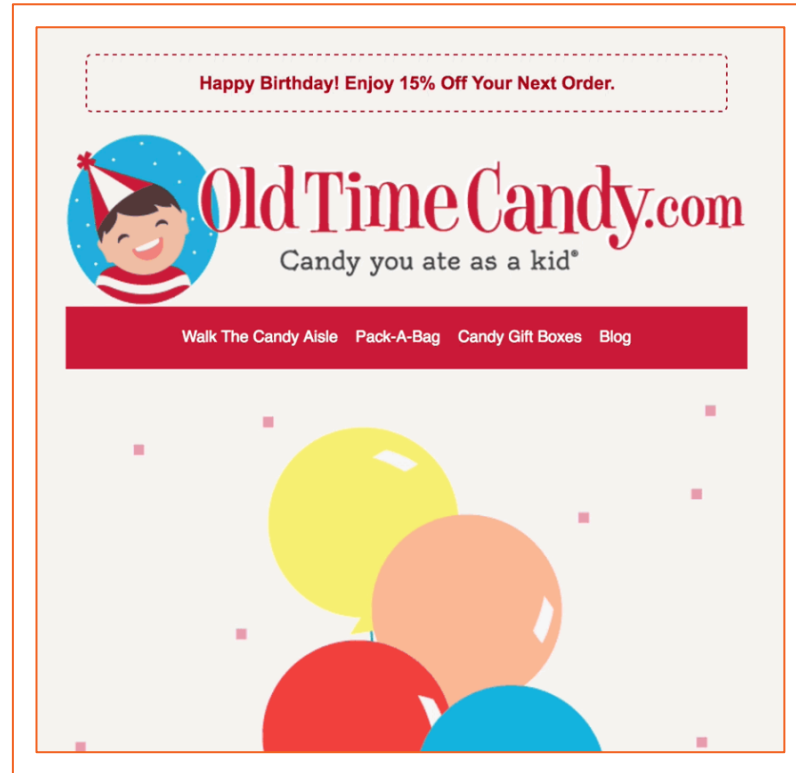 Happy Birthday! Enjoy 15% Off Your Next Order.
OldTimeCandy.com
Candy you ate as a kid®
Walk The Candy Aisle Pack-A-Bag Candy Gift Boxes Blog